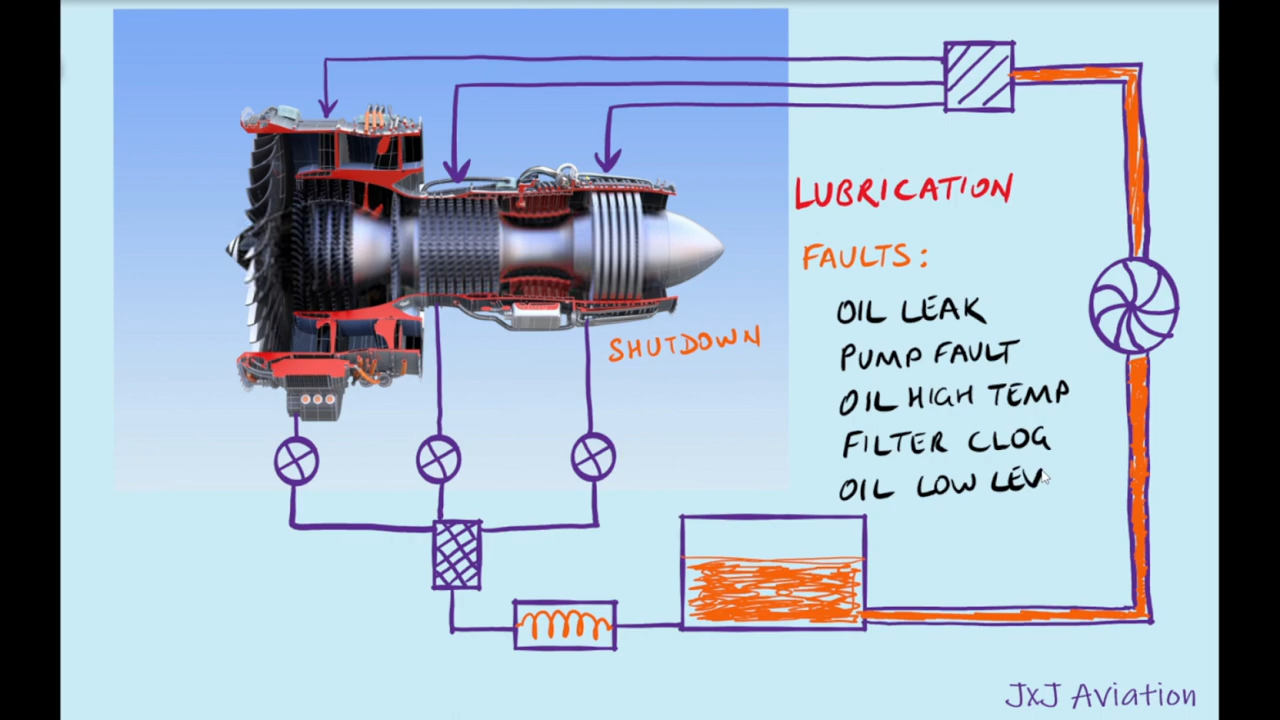 LUBRICATION
FAULTS:
OIL LEAK
SHUTDOWN
PUMP FAULT
OIL HIGH TEMP
FILTER CLOG
OIL LOW LEV
JxJ Aviation